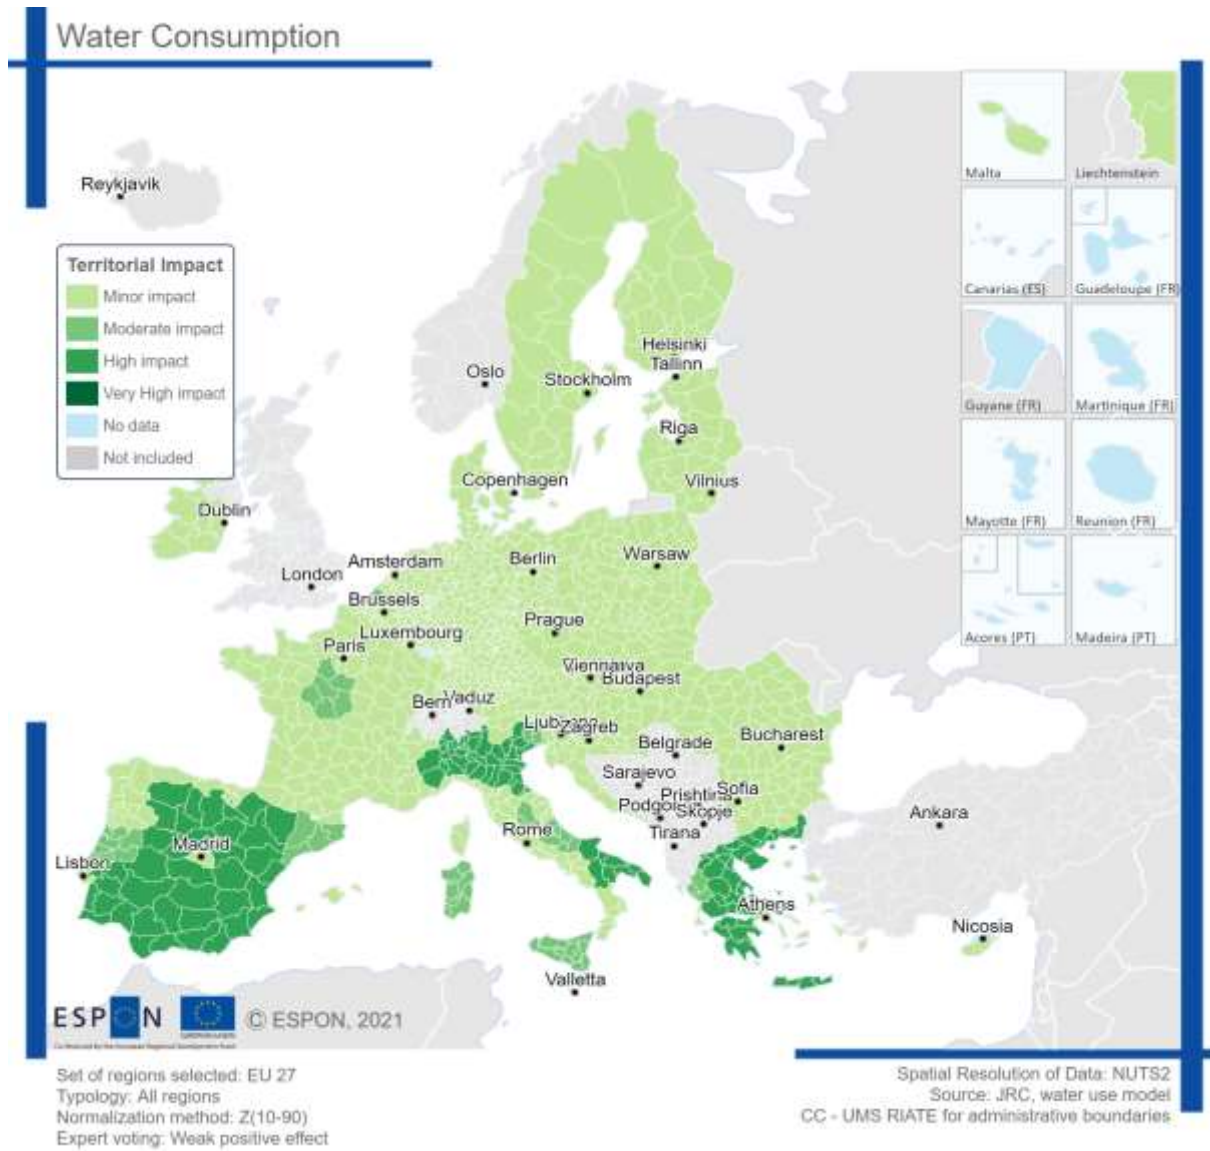 Water Consumption
Malta
Liechtenstein
Reykjavik
Territorial Impact
Minor impact
Moderate impact
High impact
Very High impact
No data
Not included
Canarias (ES)
Guadeloupe (FR)
Guyane (FR)
Martinique (FR)
Mayotte (FR)
Reunion (FR)
Acores (PT)
Madeira (PT)
Helsinki
Tallinn
Oslo
Stockholm
Riga
Copenhagen
Vilnius
Dublin
Amsterdam
Berlin
Warsaw
London
Brussels
Prague
Luxembourg
Paris
Budapest
Bern
Vaduz
Zagreb
Belgrade
Bucharest
Sarajevo
Sofia
Skopje
Tirana
Ankara
Rome
Madrid
Lisbon
Athens
Nicosia
Valletta
ESPON
© ESPON, 2021
Set of regions selected: EU 27
Typology: All regions
Normalization method: Z(10-90)
Expert voting: Weak positive effect
Spatial Resolution of Data: NUTS2
Source: JRC, water use model
CC - UMS RIATE for administrative boundaries